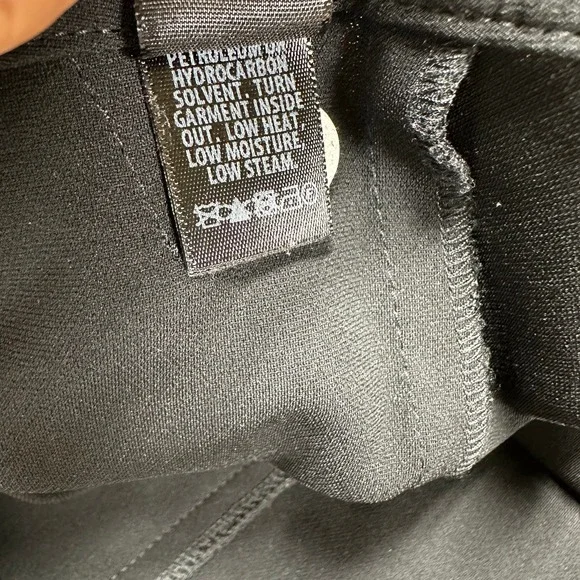 PETROLEUM OR
HYDROCARBON
SOLVENT. TURN
GARMENT INSIDE
OUT. LOW HEAT
LOW MOISTURE
LOW STEAM.